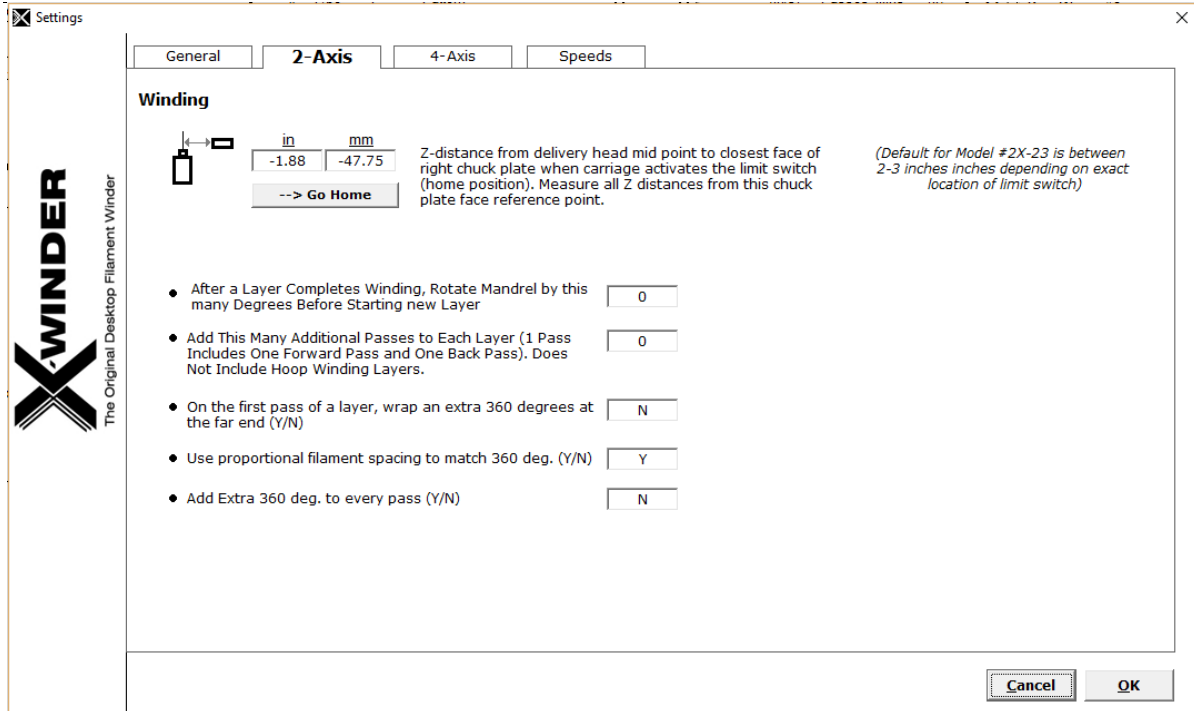 Settings
General
2-Axis
4-Axis
Speeds
Winding
in
mm
-1.88
-47.75
--> Go Home
Z-distance from delivery head mid point to closest face of
right chuck plate when carriage activates the limit switch
(home position). Measure all Z distances from this chuck
plate face reference point.
(Default for Model #2X-23 is between
2-3 inches inches depending on exact
location of limit switch)
After a Layer Completes Winding, Rotate Mandrel by this
many Degrees Before Starting new Layer
0
Add This Many Additional Passes to Each Layer (1 Pass
Includes One Forward Pass and One Back Pass). Does
Not Include Hoop Winding Layers.
0
On the first pass of a layer, wrap an extra 360 degrees at
the far end (Y/N)
N
Use proportional filament spacing to match 360 deg. (Y/N)
Y
Add Extra 360 deg. to every pass (Y/N)
N
X-WINDER
The Original Desktop Filament Winder
Cancel
OK